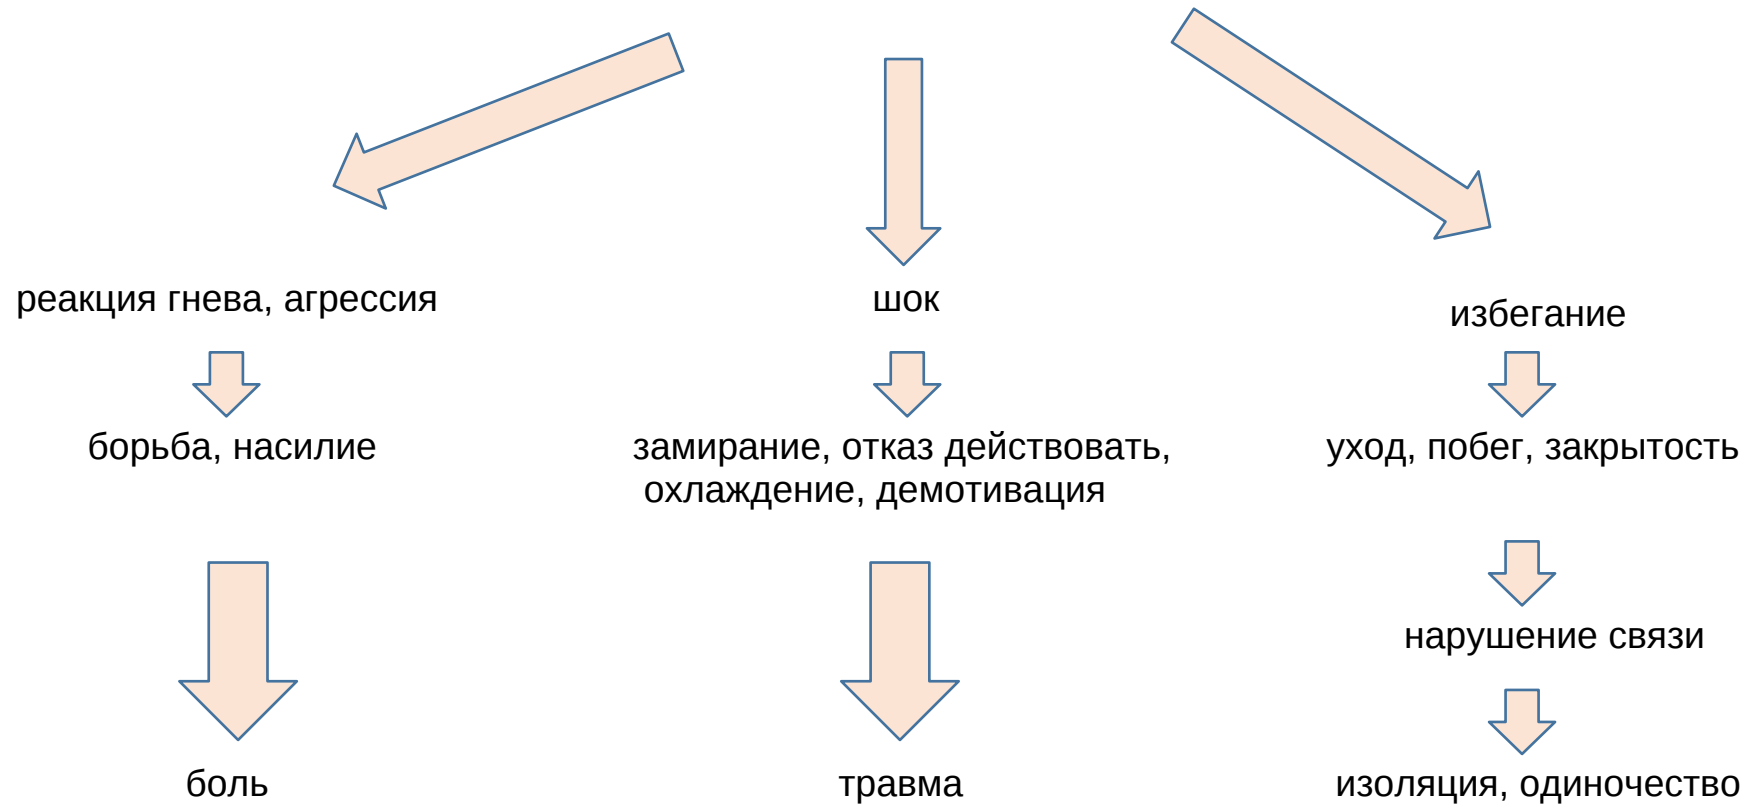 реакция гнева, агрессия
шок
избегание
борьба, насилие
замирание, отказ действовать,
охлаждение, демотивация
уход, побег, закрытость
нарушение связи
боль
травма
изоляция, одиночество